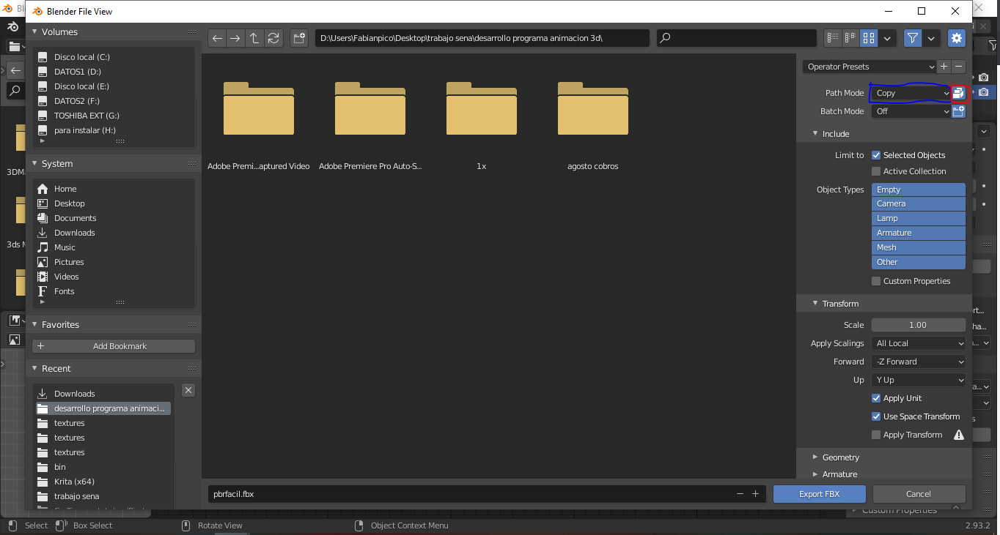 Blender File View
Volumes
Disco local (C:)
DATOS1 (D:)
Disco local (E:)
DATOS2 (F:)
TOSHIBA EXT (G:)
para instalar (H:)
System
Home
Desktop
Documents
Downloads
Music
Pictures
Videos
Fonts
Favorites
Add Bookmark
Recent
Downloads
desarrollo programa animaci...
textures
textures
textures
bin
Krita (x64)
trabajo sena
D:\Users\Fabianpico\Desktop\trabajo sena\desarrollo programa animacion 3d\
Adobe Premi...aptured Video
Adobe Premiere Pro Auto-S...
1x
agosto cobros
pbrfacil.fbx
Export FBX
Cancel
Operator Presets
Path Mode
Copy
Batch Mode
Off
Include
Limit to
Selected Objects
Active Collection
Object Types
Empty
Camera
Lamp
Armature
Mesh
Other
Custom Properties
Transform
Scale
1.00
Apply Scalings
All Local
Forward
-Z Forward
Up
Y Up
Apply Unit
Use Space Transform
Apply Transform
Geometry
Armature
Custom Properties
3DM
3ds M
Select
Box Select
Rotate View
Object Context Menu
2.93.2